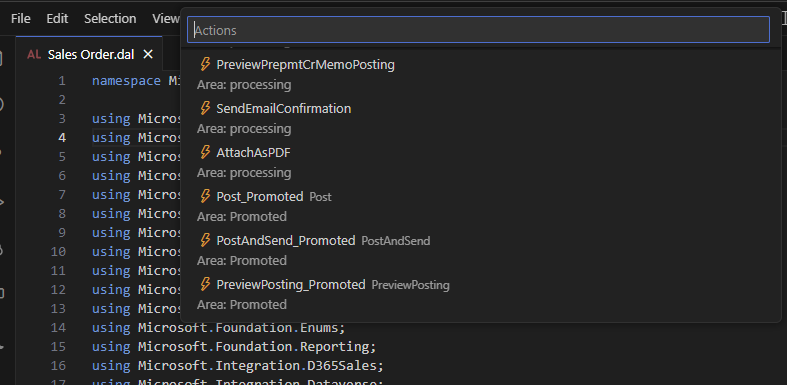 File Edit Selection View
Actions
AL Sales Order.dal
PreviewPrepmtCrMemoPosting
Area: processing
SendEmailConfirmation
Area: processing
AttachAsPDF
Area: processing
Post_Promoted Post
Area: Promoted
PostAndSend_Promoted PostAndSend
Area: Promoted
PreviewPosting_Promoted PreviewPosting
Area: Promoted
1 namespace Mi
2
3 using Micros
4 using Micros
5 using Micros
6 using Micros
7 using Micros
8 using Micros
9 using Micros
10 using Micros
11 using Micros
12 using Micros
13 using Micros
14 using Microsoft.Foundation.Enums;
15 using Microsoft.Foundation.Reporting;
16 using Microsoft.Integration.D365Sales;
17 using Microsoft.Integration.Dataverse;